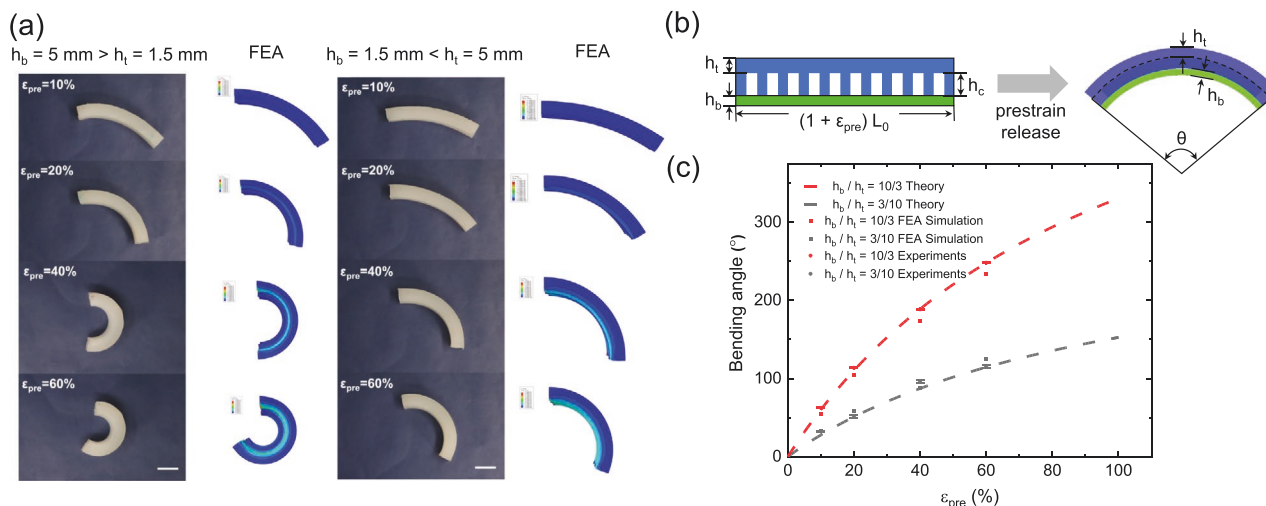 (a)
h_b = 5 mm > h_t = 1.5 mm
FEA
h_b = 1.5 mm < h_t = 5 mm
FEA
ε_pre=10%
ε_pre=10%
ε_pre=20%
ε_pre=20%
ε_pre=40%
ε_pre=40%
ε_pre=60%
ε_pre=60%
(b)
h_t
h_b
h_c
(1 + ε_pre) L_0
prestrain
release
h_t
h_b
θ
(c)
h_b / h_t = 10/3 Theory
h_b / h_t = 3/10 Theory
h_b / h_t = 10/3 FEA Simulation
h_b / h_t = 3/10 FEA Simulation
h_b / h_t = 10/3 Experiments
h_b / h_t = 3/10 Experiments
Bending angle (°)
300
200
100
0
0 20 40 60 80 100
ε_pre (%)